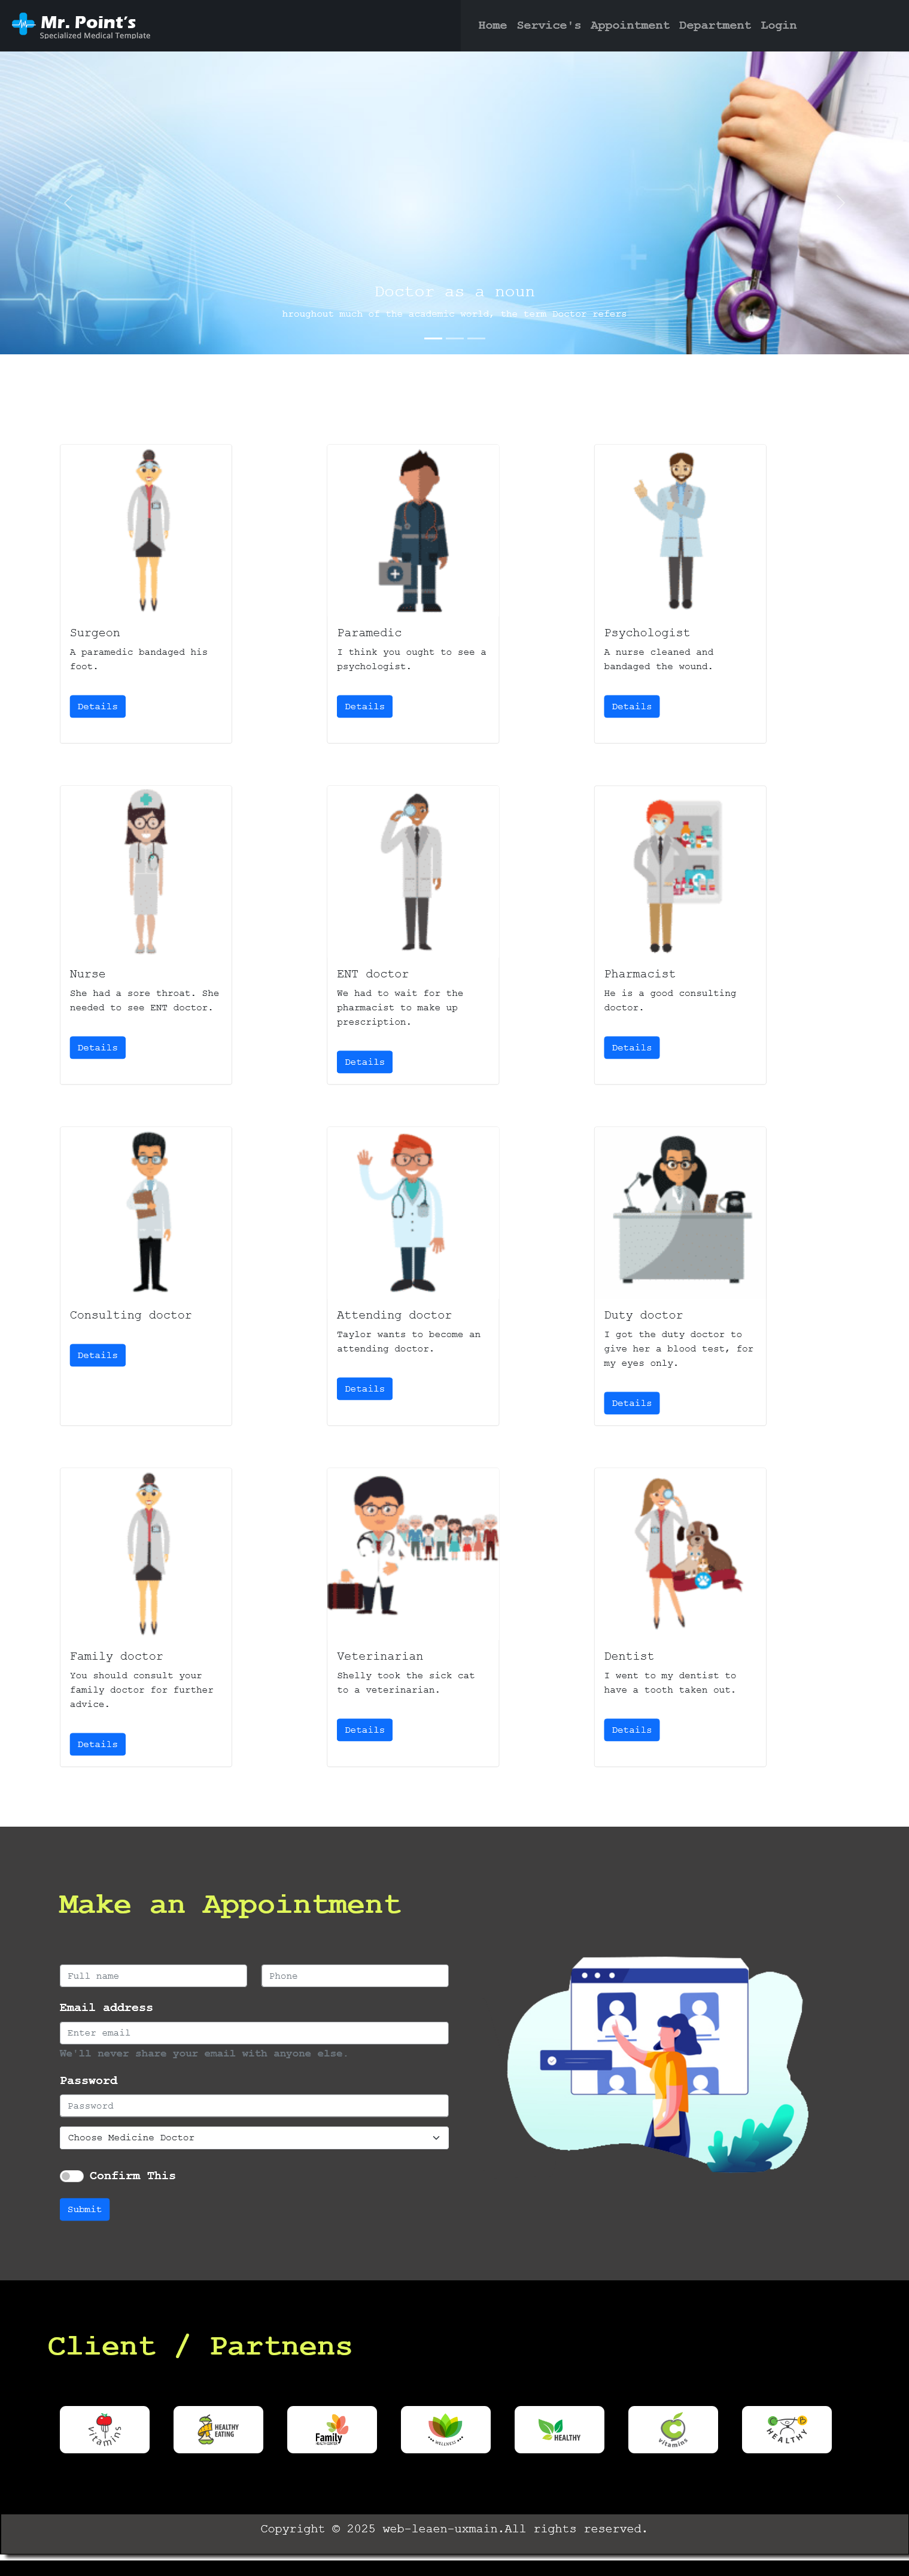 Mr. Point's
Specialized Medical Template
Home Service's Appointment Department Login
Doctor as a noun
hroughout much of the academic world, the term Doctor refers
Surgeon
A paramedic bandaged his
foot.
Details
Paramedic
I think you ought to see a
psychologist.
Details
Psychologist
A nurse cleaned and
bandaged the wound.
Details
Nurse
She had a sore throat. She
needed to see ENT doctor.
Details
ENT doctor
We had to wait for the
pharmacist to make up
prescription.
Details
Pharmacist
He is a good consulting
doctor.
Details
Consulting doctor
Details
Attending doctor
Taylor wants to become an
attending doctor.
Details
Duty doctor
I got the duty doctor to
give her a blood test, for
my eyes only.
Details
Family doctor
You should consult your
family doctor for further
advice.
Details
Veterinarian
Shelly took the sick cat
to a veterinarian.
Details
Dentist
I went to my dentist to
have a tooth taken out.
Details
Make an Appointment
Full name
Phone
Email address
Enter email
We'll never share your email with anyone else.
Password
Password
Choose Medicine Doctor
Confirm This
Submit
Client / Partnens
vitamins
HEALTHY
EATING
Family
HEALTH CENTER
WELLNESS
HEALTHY
vitamins
HEALTHY
Copyright © 2025 web-leaen-uxmain.All rights reserved.